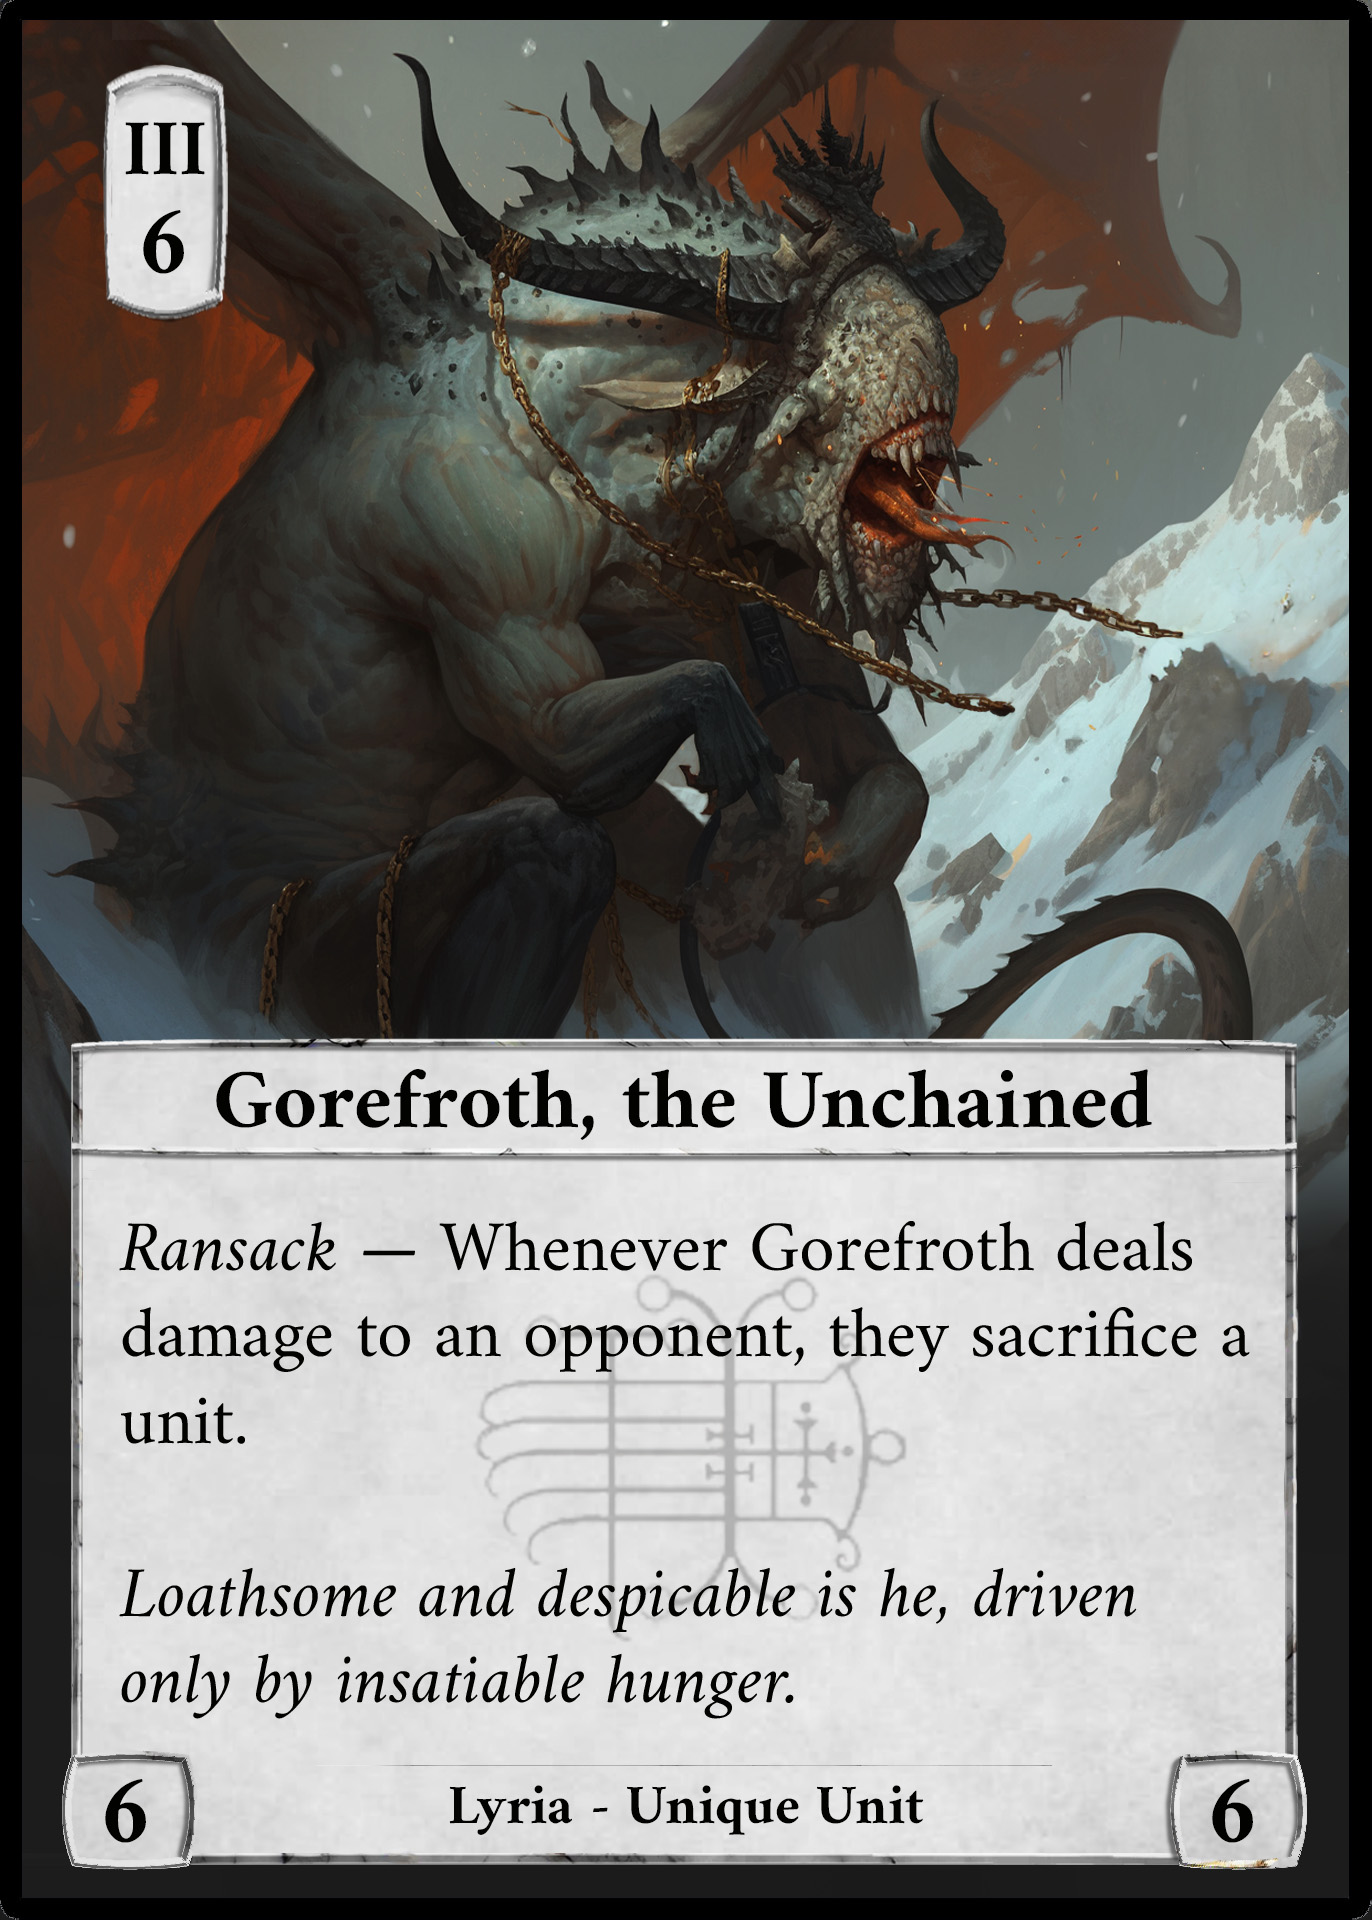 III
6
Gorefroth, the Unchained
Ransack — Whenever Gorefroth deals
damage to an opponent, they sacrifice a
unit.
Loathsome and despicable is he, driven
only by insatiable hunger.
6
Lyria - Unique Unit
6